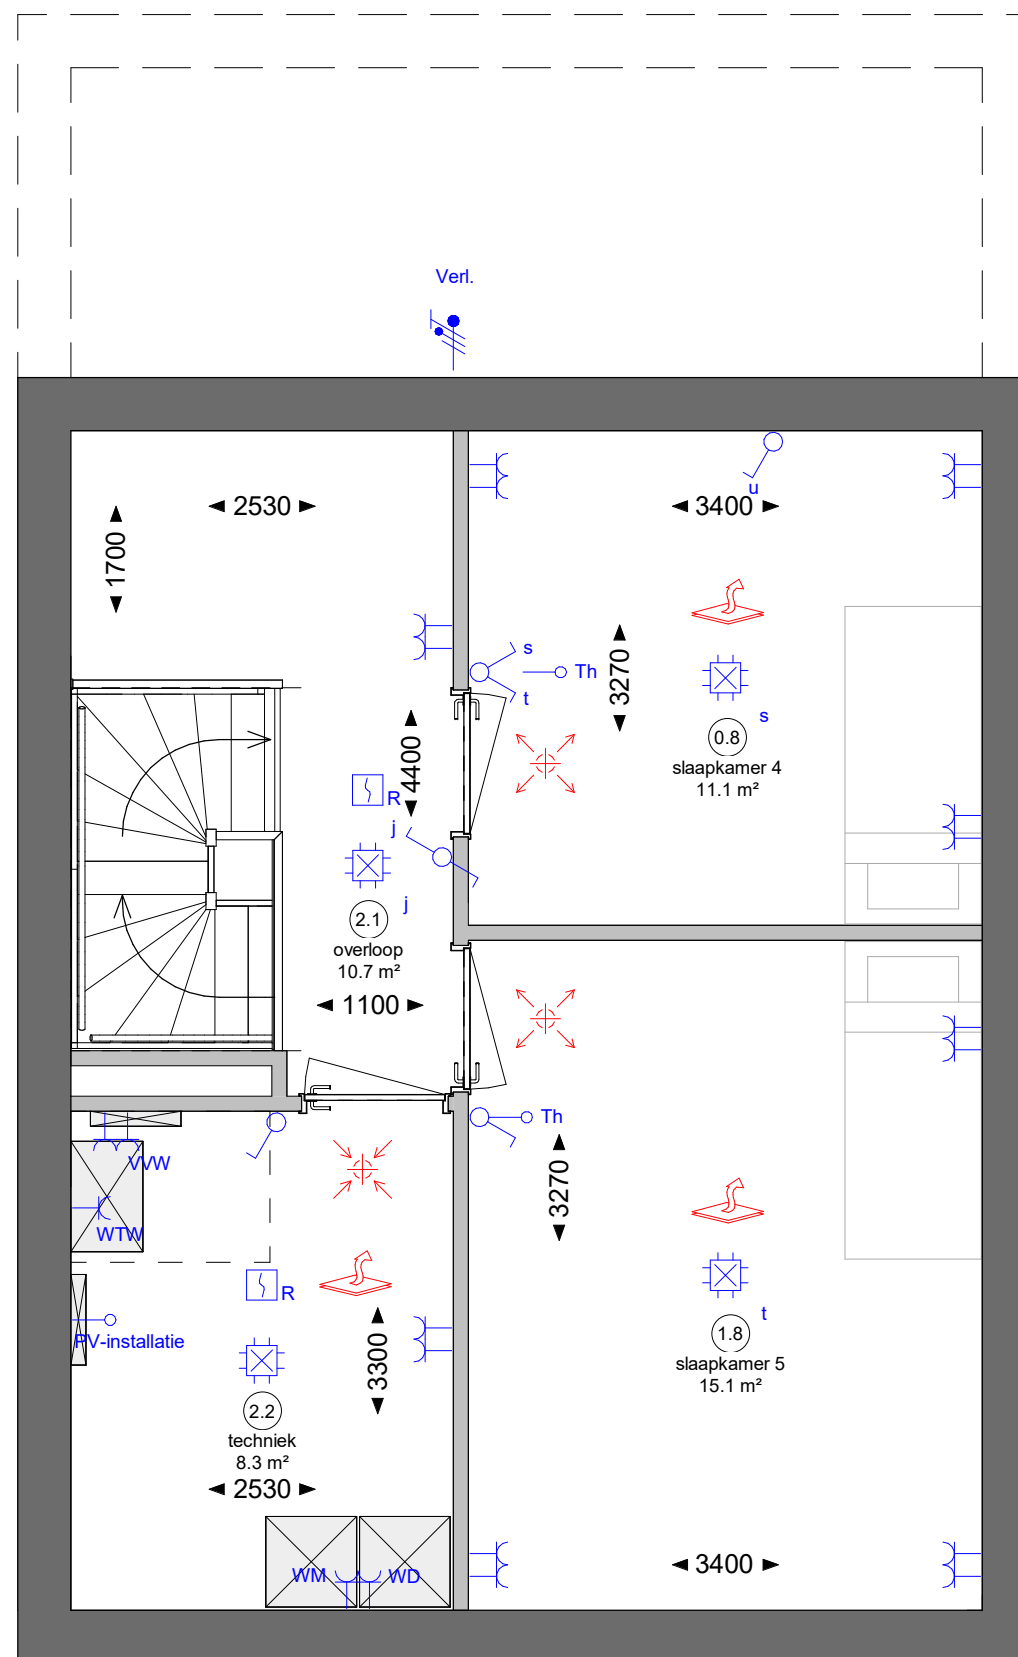 Verl.
2530
1700
3400
u
s
Th
t
3270
s
0.8
slaapkamer 4
11.1 m²
4400
R
j
j
2.1
overloop
10.7 m²
1100
Th
3270
VVW
WTW
R
PV-installatie
3300
2.2
techniek
8.3 m²
2530
t
1.8
slaapkamer 5
15.1 m²
WM
WD
3400